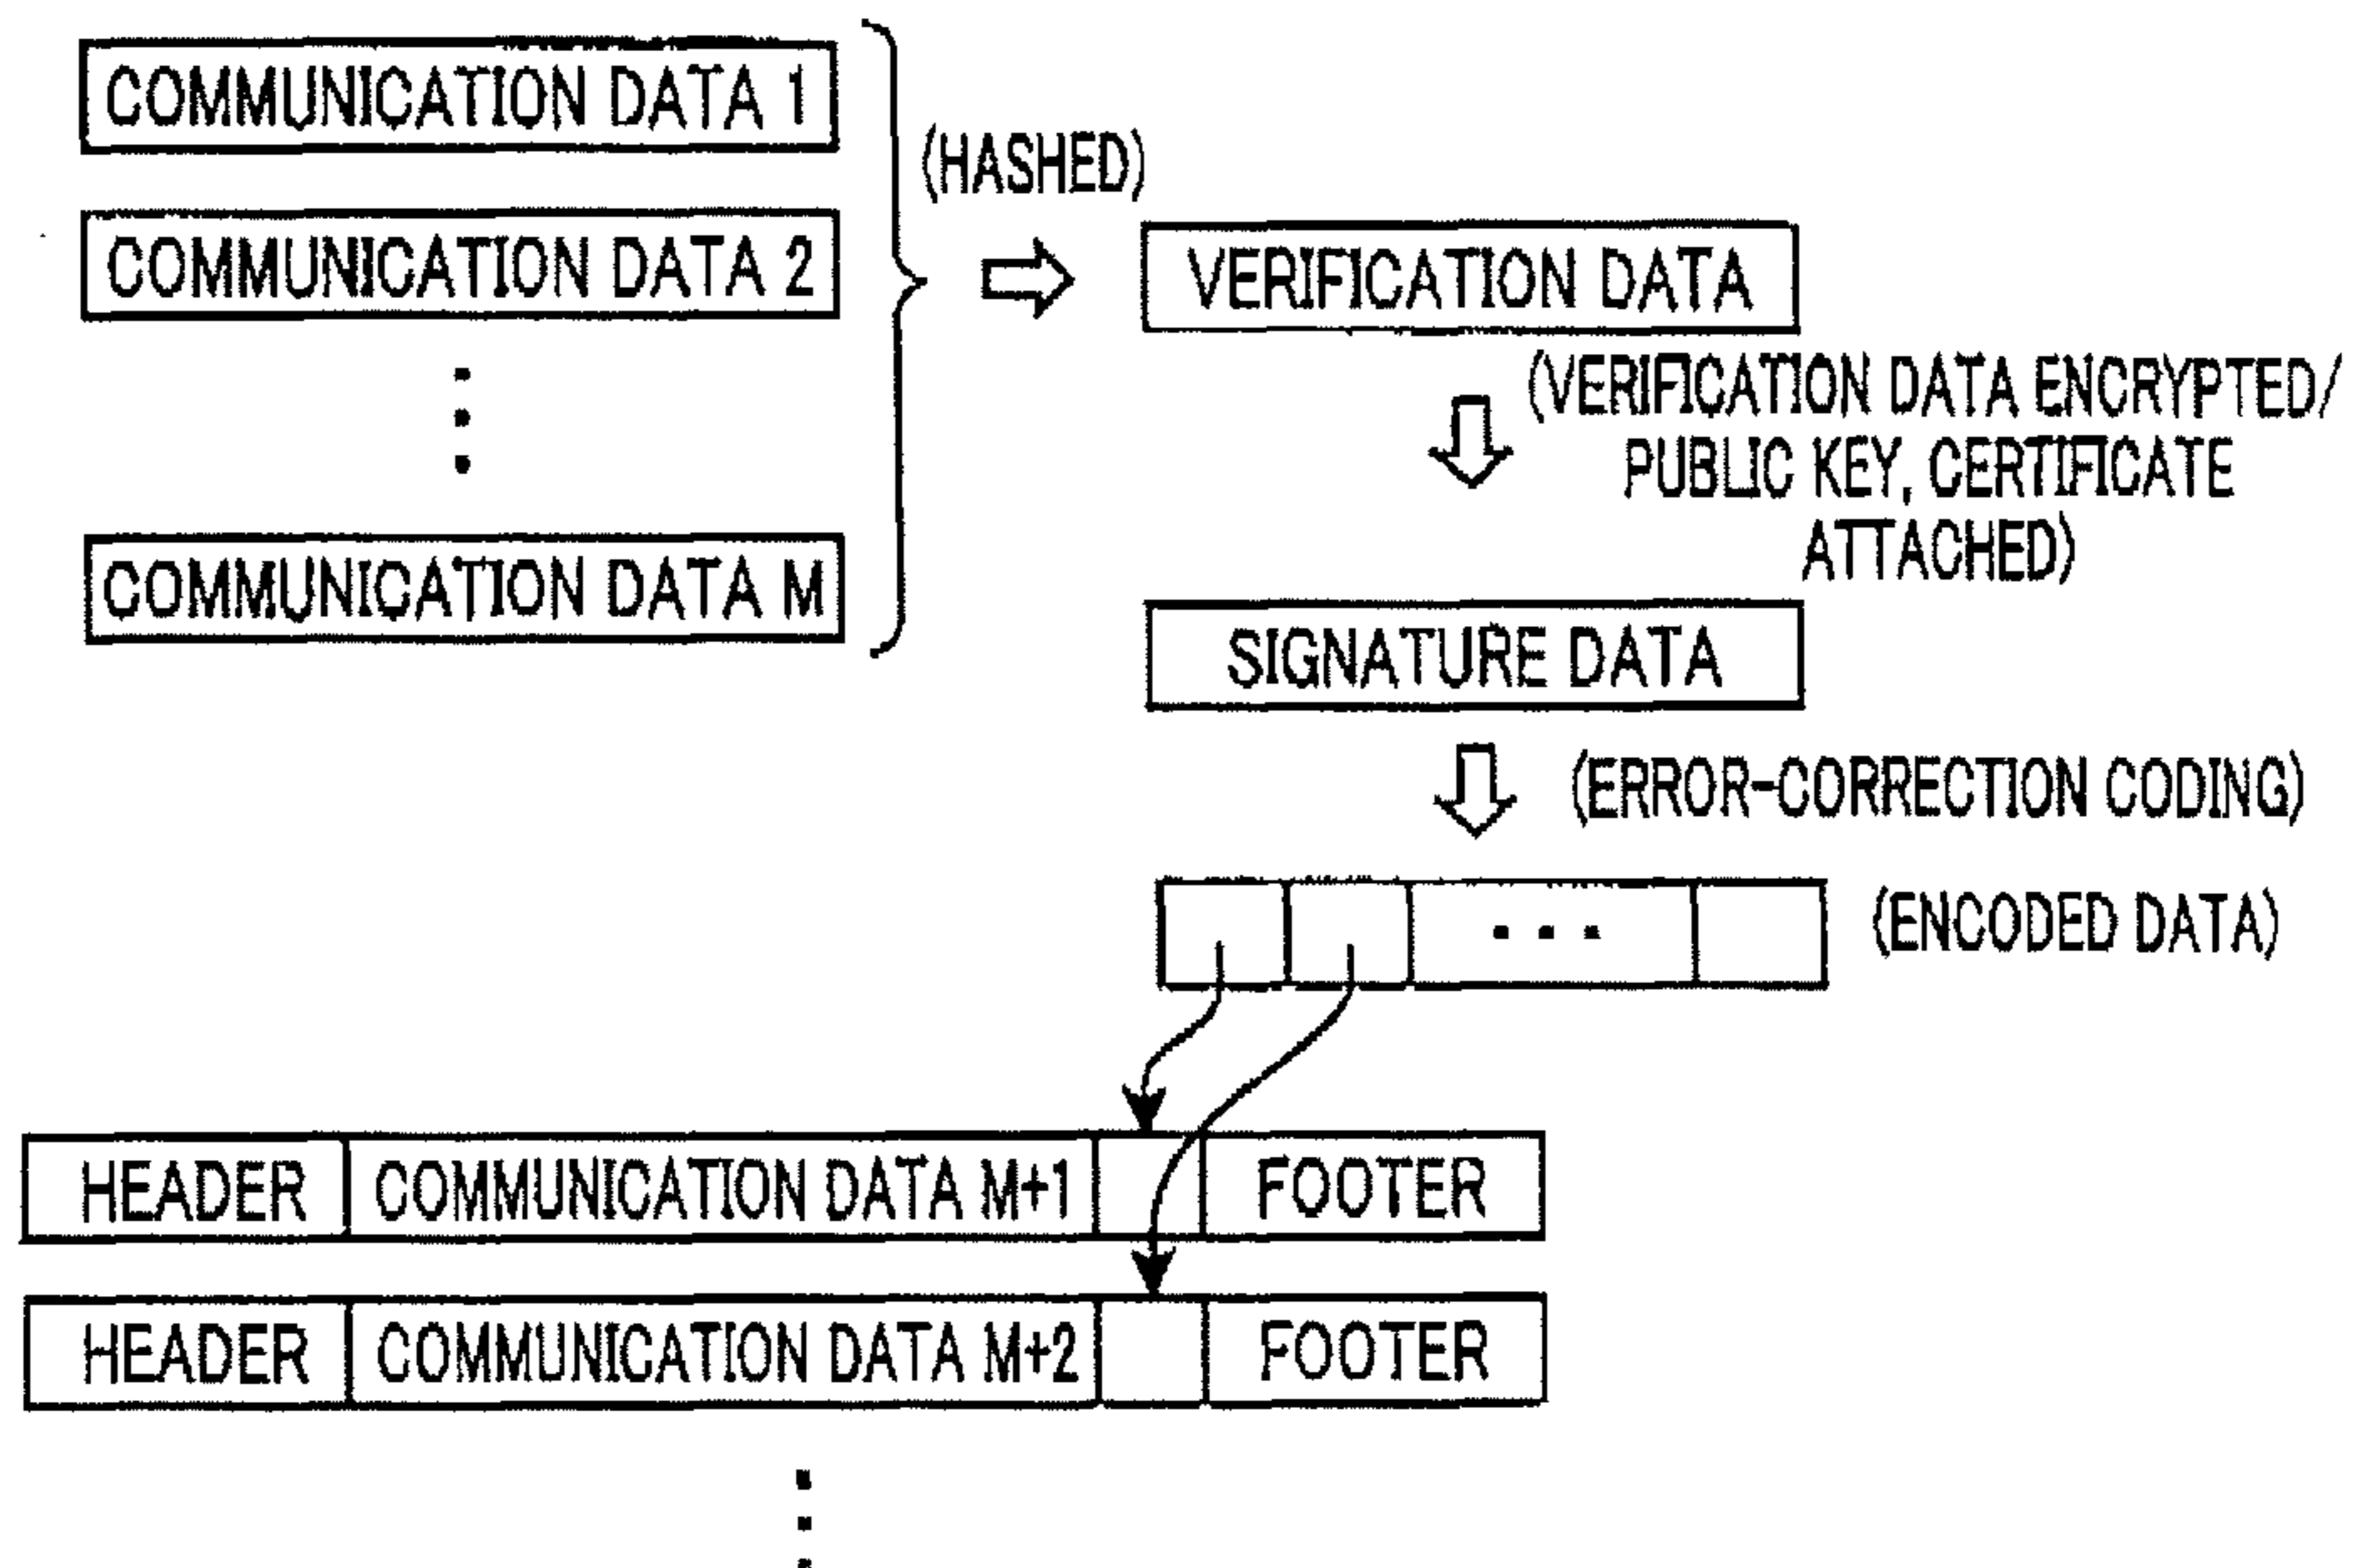 COMMUNICATION DATA 1
COMMUNICATION DATA 2
COMMUNICATION DATA M
(HASHED)
VERIFICATION DATA
(VERIFICATION DATA ENCRYPTED/
PUBLIC KEY, CERTIFICATE
ATTACHED)
SIGNATURE DATA
(ERROR-CORRECTION CODING)
(ENCODED DATA)
HEADER COMMUNICATION DATA M+1 FOOTER
HEADER COMMUNICATION DATA M+2 FOOTER